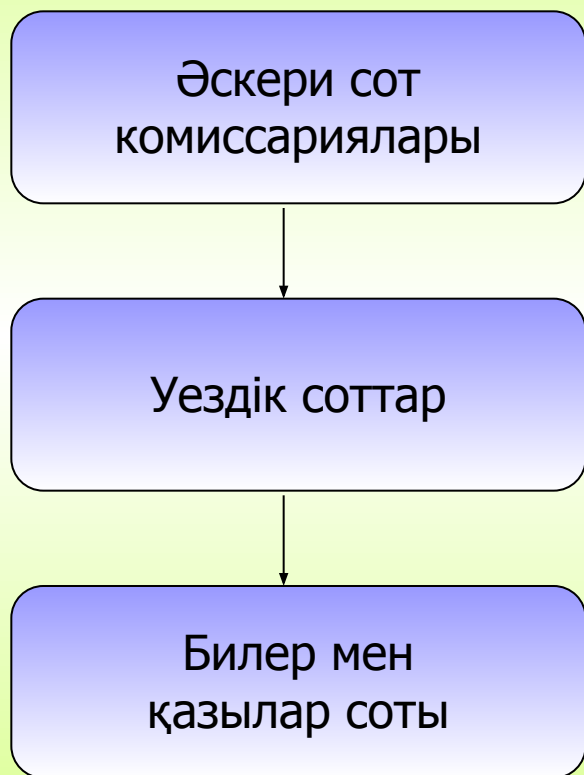 Әскери сот
комиссариялары
Уездік соттар
Билер мен
қазылар соты